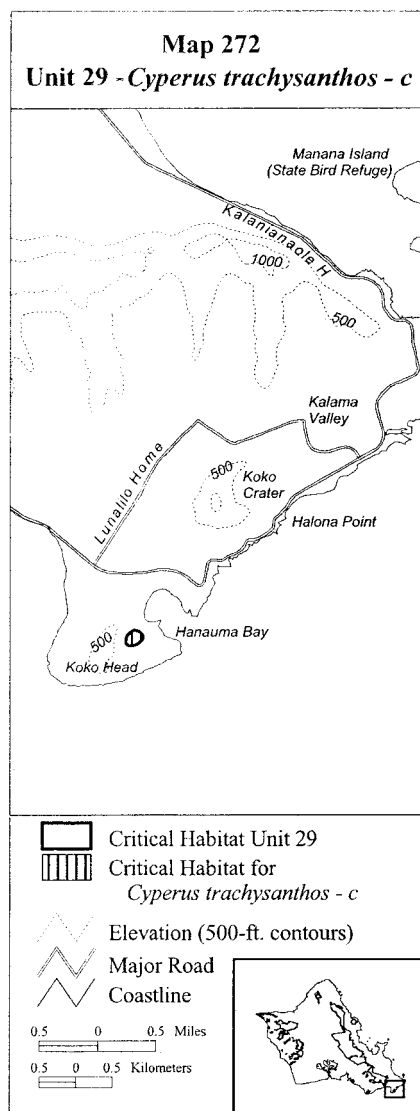 Map 272
Unit 29 - Cyperus trachysanthos - c
Manana Island
(State Bird Refuge)
Kalanianaole H
1000
500
Kalama
Valley
Lunalilo Home
500
Koko
Crater
Halona Point
Hanauma Bay
500
Koko Head
Critical Habitat Unit 29
Critical Habitat for
Cyperus trachysanthos - c
Elevation (500-ft. contours)
Major Road
Coastline
0.5 0 0.5 Miles
0.5 0 0.5 Kilometers